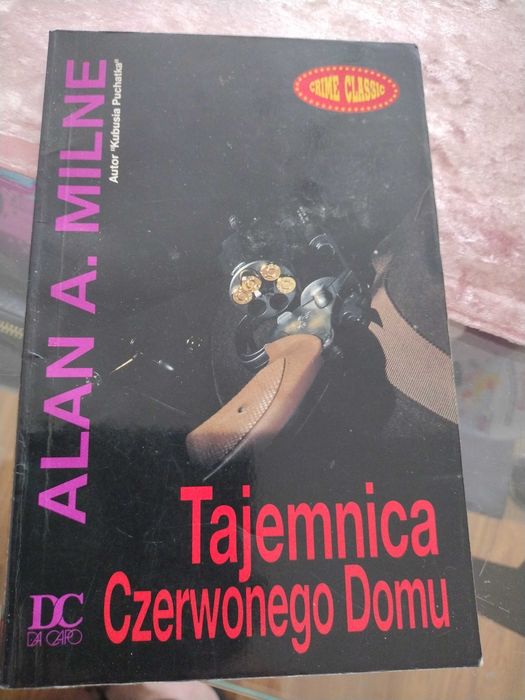 ALAN A. MILNE
Autor "Kubusia Puchatka"
CRIME CLASSIC
Tajemnica
Czerwonego Domu
DC
DA CAPO